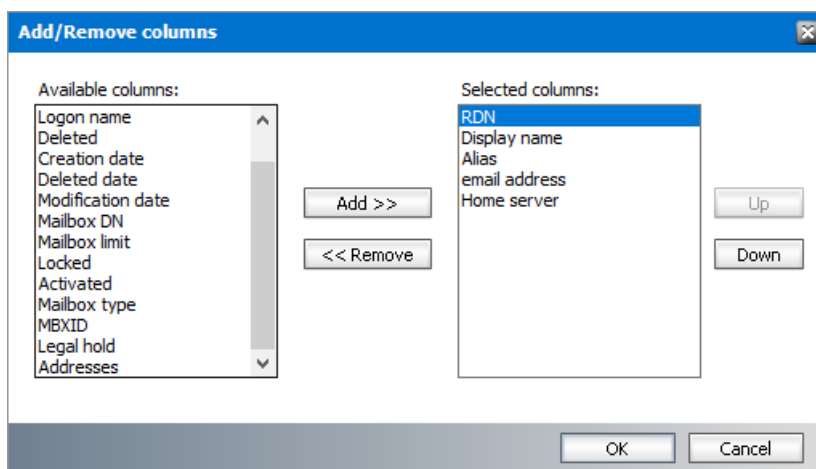 Add/Remove columns
Available columns:
Logon name
Deleted
Creation date
Deleted date
Modification date
Mailbox DN
Mailbox limit
Locked
Activated
Mailbox type
MBXID
Legal hold
Addresses
Add >>
<< Remove
Selected columns:
RDN
Display name
Alias
email address
Home server
Up
Down
OK
Cancel